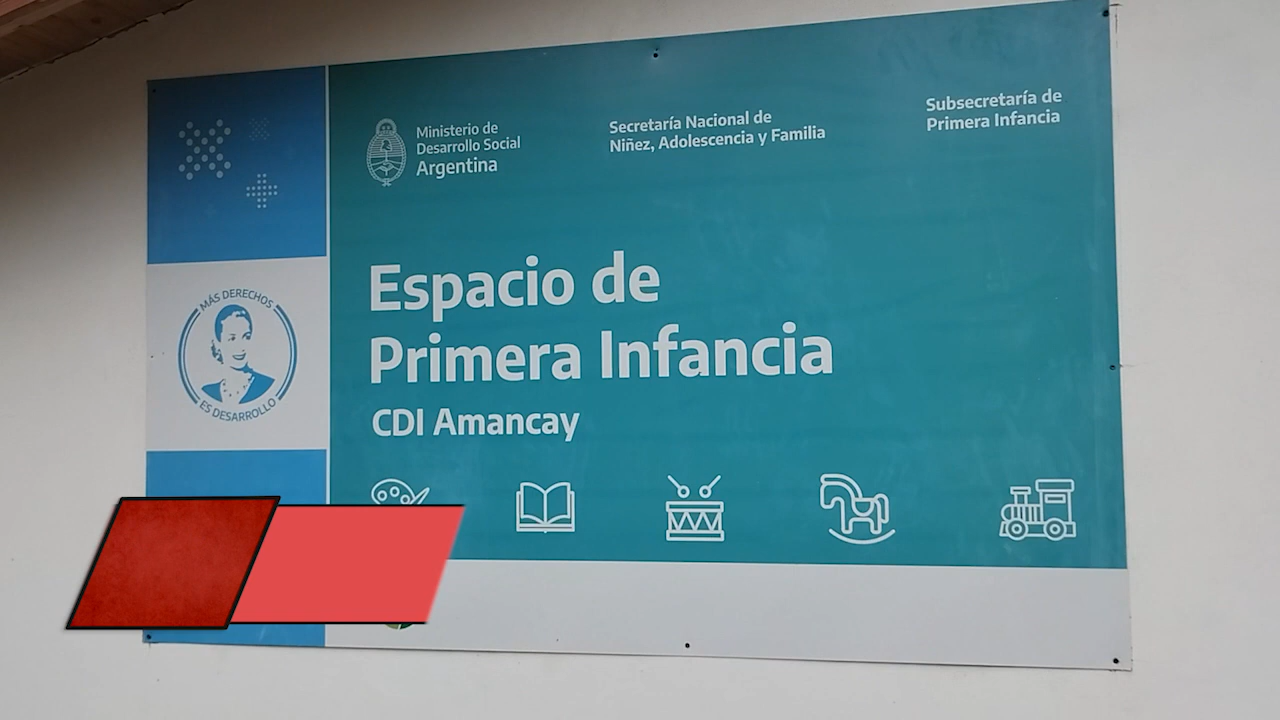 Ministerio de
Desarrollo Social
Argentina
Secretaría Nacional de
Niñez, Adolescencia y Familia
Subsecretaría de
Primera Infancia
MÁS DERECHOS
ES DESARROLLO
Espacio de
Primera Infancia
CDI Amancay